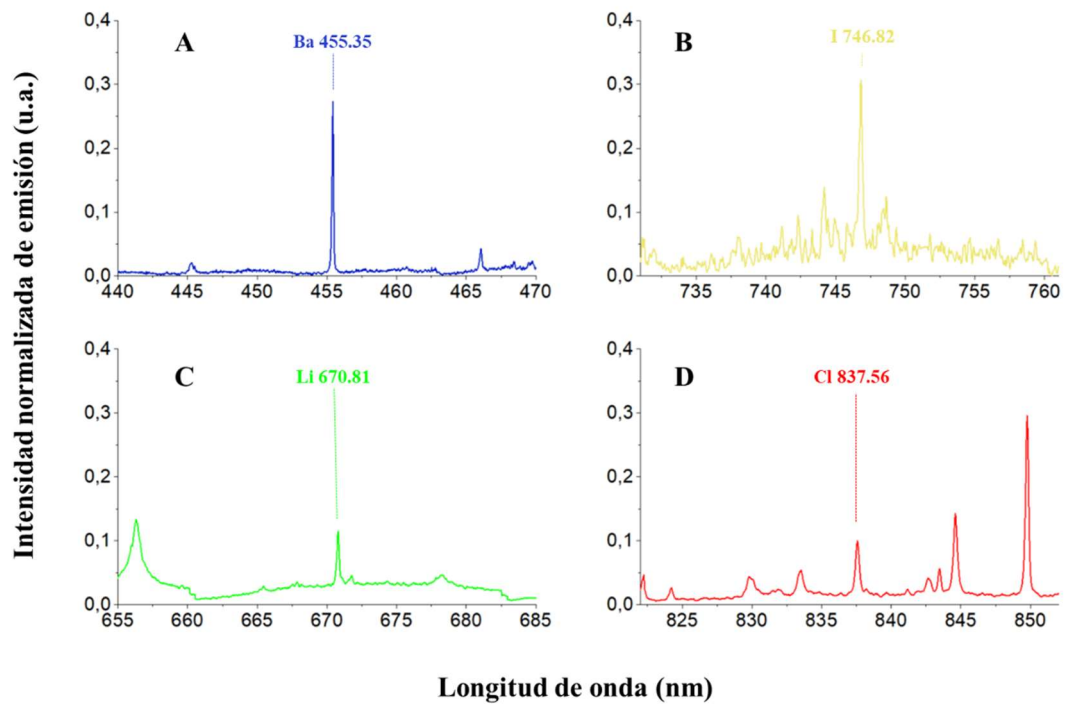 Intensidad normalizada de emisión (u.a.)
A
Ba 455.35
0,4
0,3
0,2
0,1
0,0
440 445 450 455 460 465 470
B
I 746.82
0,4
0,3
0,2
0,1
0,0
735 740 745 750 755 760
C
Li 670.81
0,4
0,3
0,2
0,1
0,0
655 660 665 670 675 680 685
D
Cl 837.56
0,4
0,3
0,2
0,1
0,0
825 830 835 840 845 850
Longitud de onda (nm)